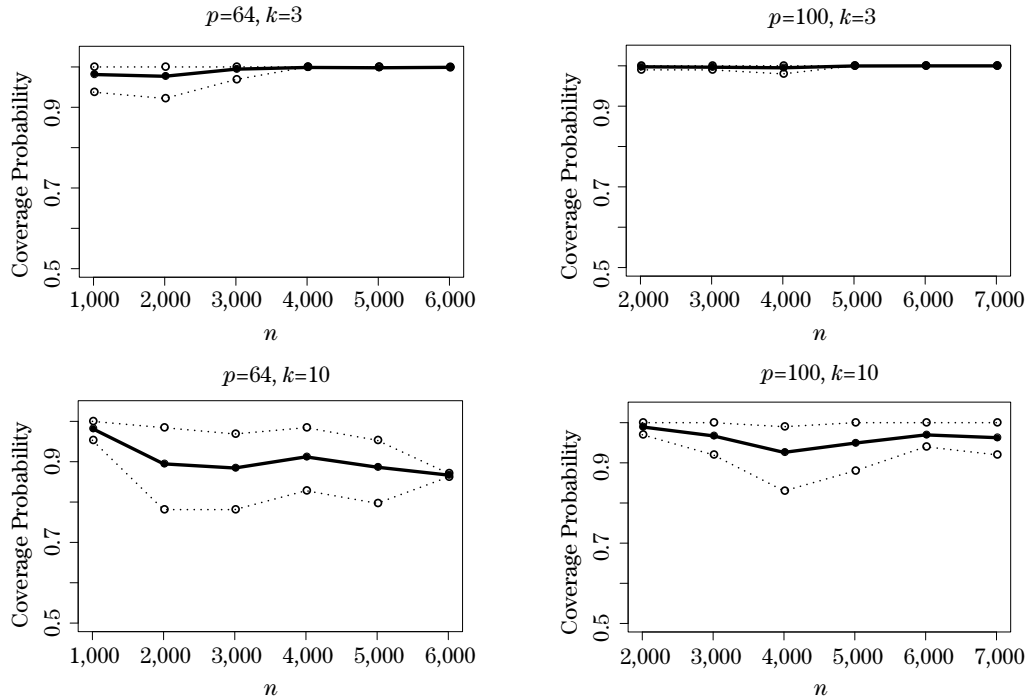 p=64, k=3
Coverage Probability
0.9
0.7
0.5
1,000 2,000 3,000 4,000 5,000 6,000
n
p=100, k=3
Coverage Probability
0.9
0.7
0.5
2,000 3,000 4,000 5,000 6,000 7,000
n
p=64, k=10
Coverage Probability
0.9
0.7
0.5
1,000 2,000 3,000 4,000 5,000 6,000
n
p=100, k=10
Coverage Probability
0.9
0.7
0.5
2,000 3,000 4,000 5,000 6,000 7,000
n